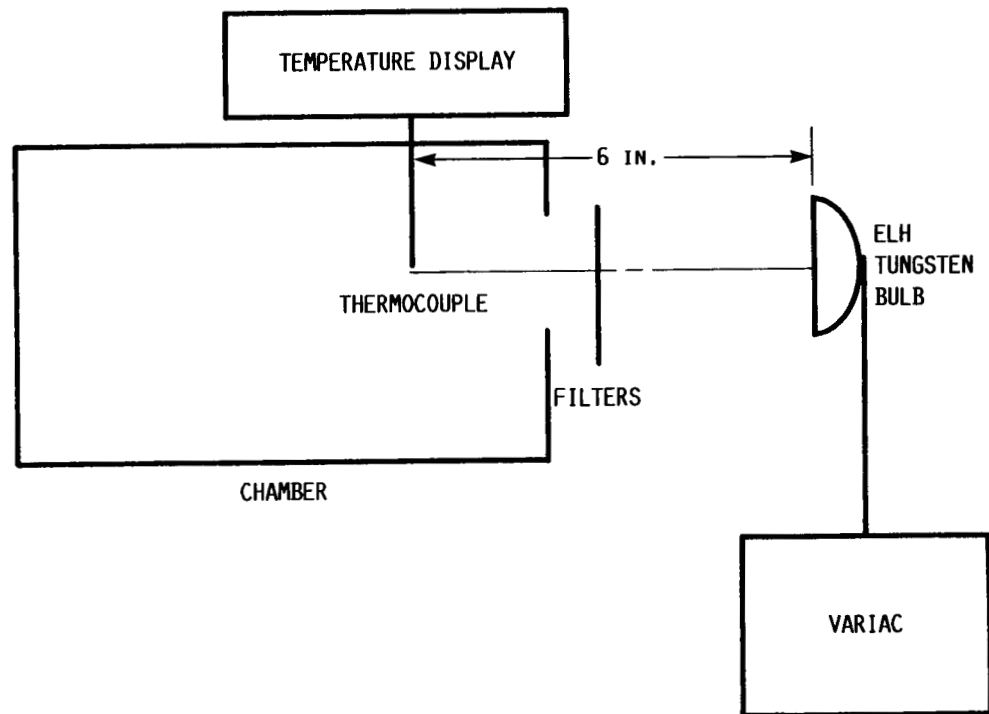 TEMPERATURE DISPLAY
6 IN.
ELH
TUNGSTEN
BULB
THERMOCOUPLE
FILTERS
CHAMBER
VARIAC